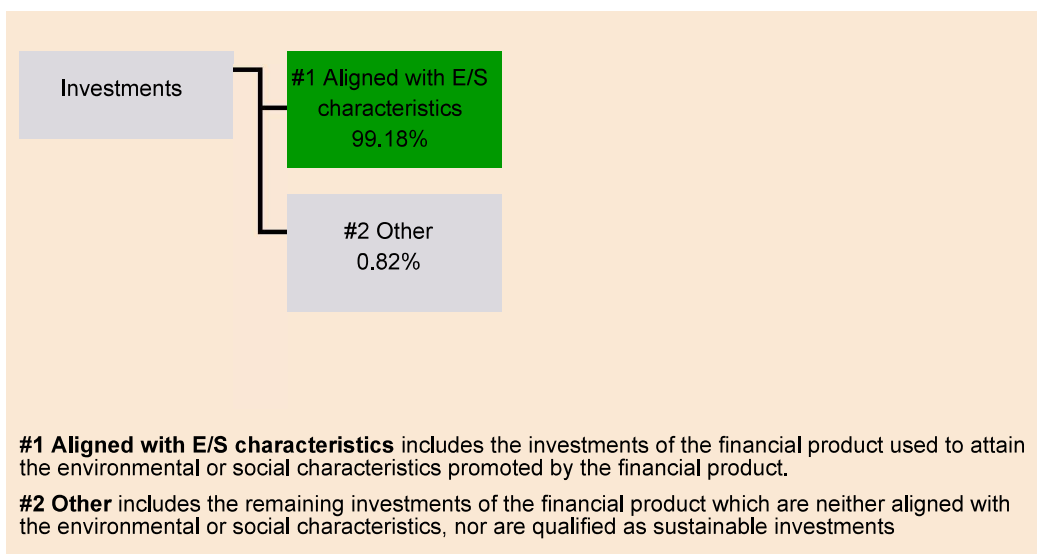 Investments
#1 Aligned with E/S
characteristics
99.18%
#2 Other
0.82%
#1 Aligned with E/S characteristics includes the investments of the financial product used to attain
the environmental or social characteristics promoted by the financial product.
#2 Other includes the remaining investments of the financial product which are neither aligned with
the environmental or social characteristics, nor are qualified as sustainable investments